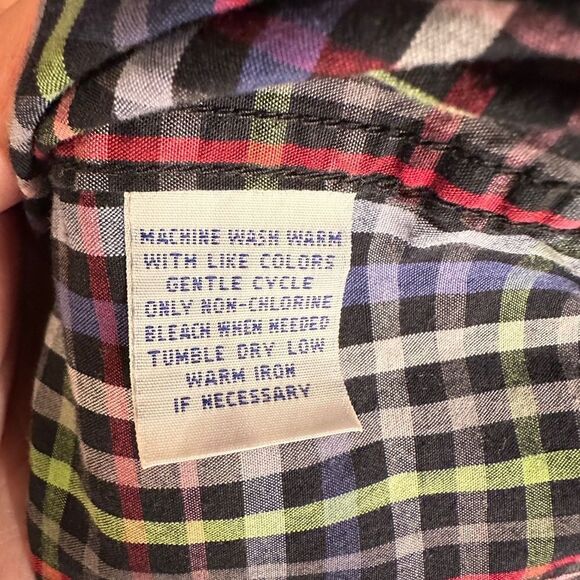 MACHINE WASH WARM
WITH LIKE COLORS
GENTLE CYCLE
ONLY NON-CHLORINE
BLEACH WHEN NEEDED
TUMBLE DRY LOW
WARM IRON
IF NECESSARY